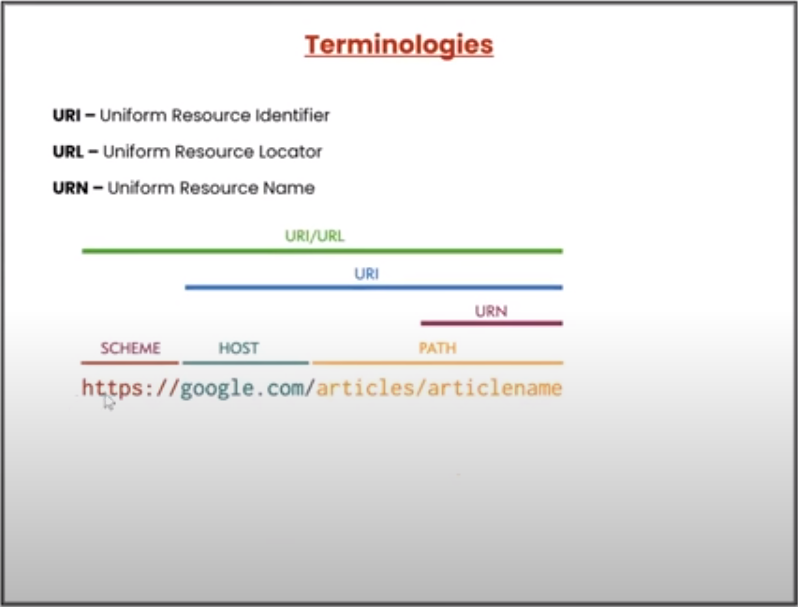 Terminologies
URI – Uniform Resource Identifier
URL – Uniform Resource Locator
URN – Uniform Resource Name
URI/URL
URI
URN
SCHEME HOST PATH
https://google.com/articles/articlename